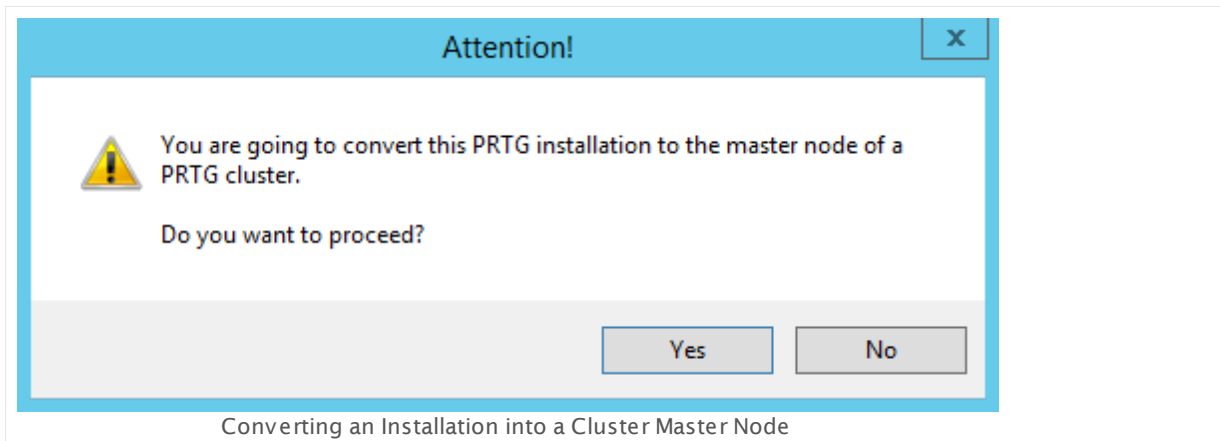 Attention!
x
You are going to convert this PRTG installation to the master node of a
PRTG cluster.
Do you want to proceed?
Yes
No
Converting an Installation into a Cluster Master Node